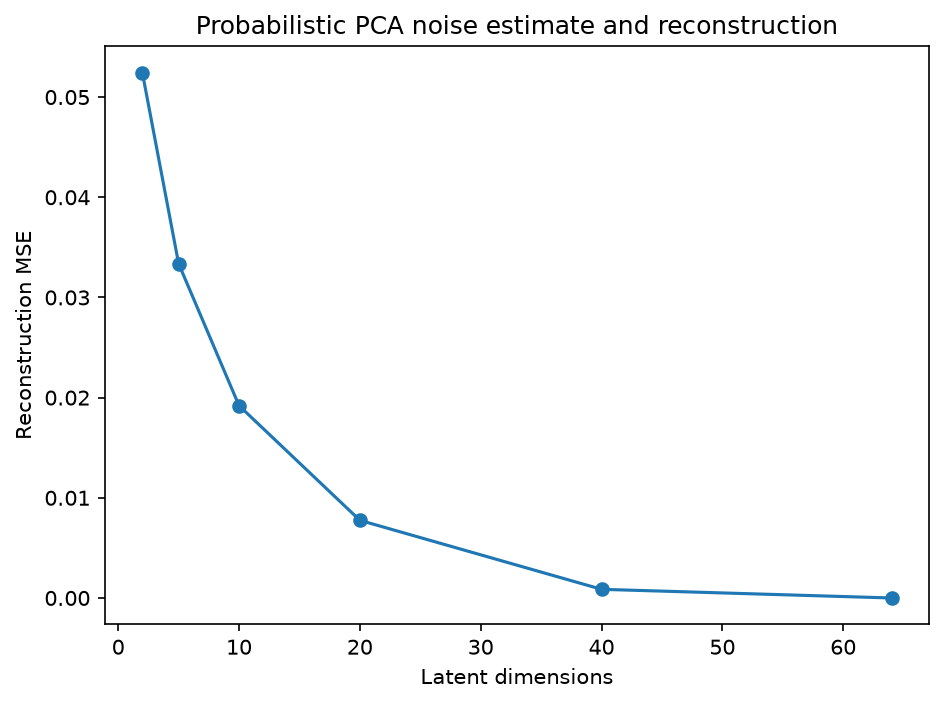 Probabilistic PCA noise estimate and reconstruction
Reconstruction MSE
0.05
0.04
0.03
0.02
0.01
0.00
0 10 20 30 40 50 60
Latent dimensions